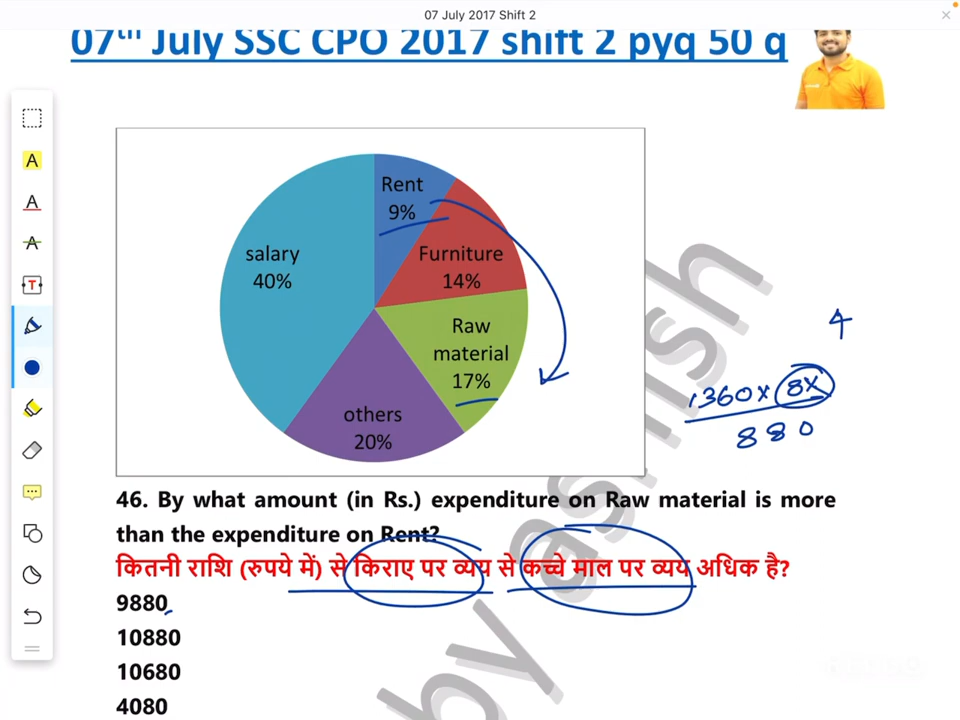 07 July 2017 Shift 2
07th July SSC CPO 2017 shift 2 pyq 50 q
A
A
A
T
Rent
9%
salary
40%
Furniture
14%
Raw
material
17%
others
20%
4
1360 x 8x
880
46. By what amount (in Rs.) expenditure on Raw material is more
than the expenditure on Rent?
कितनी राशि (रुपये में) से किराए पर व्यय से कच्चे माल पर व्यय अधिक है?
9880
10880
10680
4080
by ashish